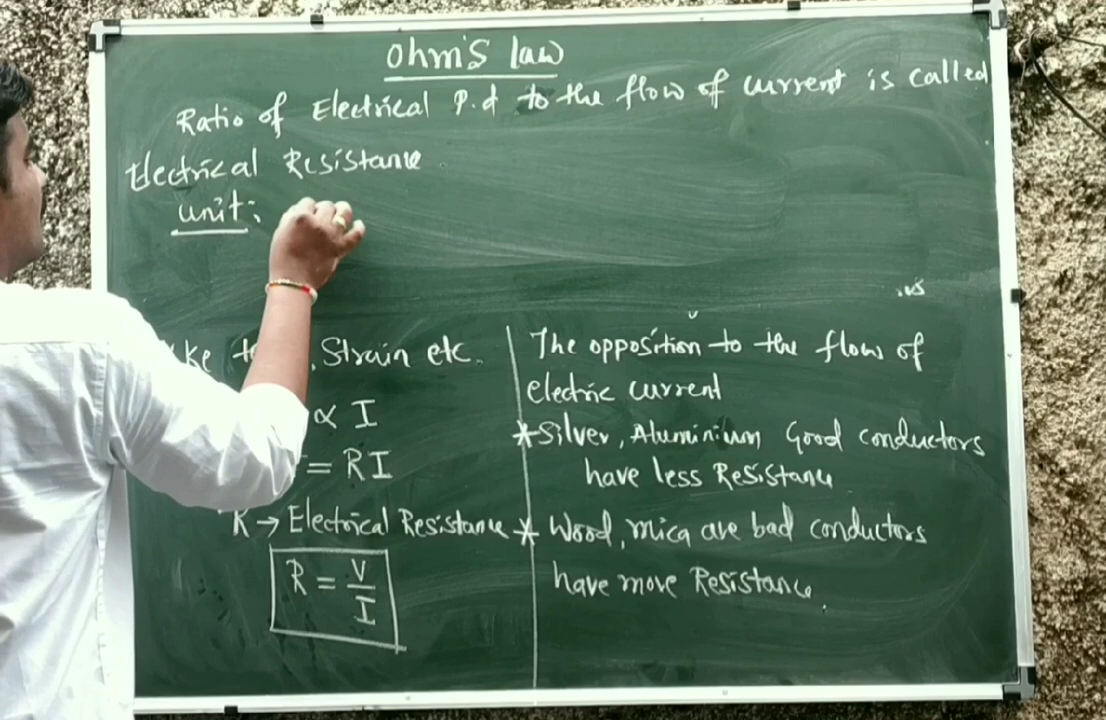 ohm's law
Ratio of Electrical P.d to the flow of current is called
Electrical Resistance
unit:
Strain etc.
∝ I
= RI
R → Electrical Resistance
R = V/I
The opposition to the flow of
electric current
*Silver, Aluminium Good conductors
have less Resistance
* Wood, mica are bad conductors
have more Resistance.